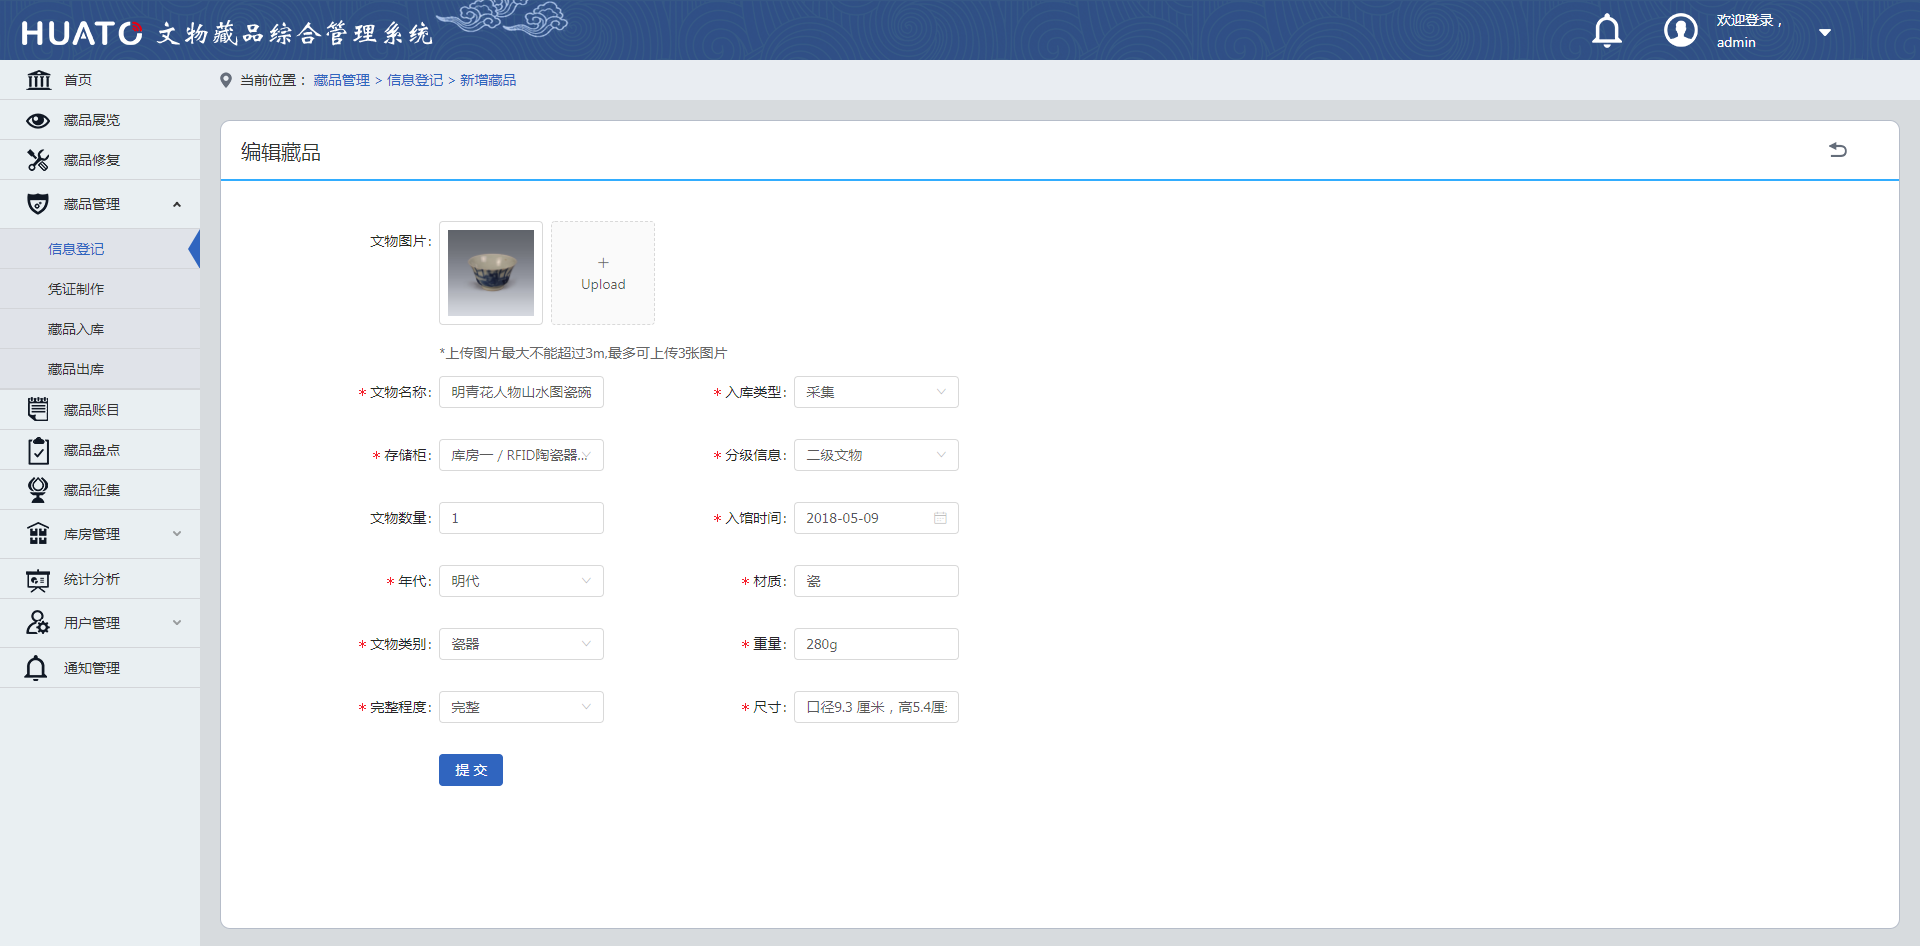 HUATO 文物藏品综合管理系统
欢迎登录，
admin
首页
藏品展览
藏品修复
藏品管理
信息登记
凭证制作
藏品入库
藏品出库
藏品账目
藏品盘点
藏品征集
库房管理
统计分析
用户管理
通知管理
当前位置： 藏品管理 > 信息登记 > 新增藏品
编辑藏品
文物图片:
+
Upload
*上传图片最大不能超过3m,最多可上传3张图片
* 文物名称: 明青花人物山水图瓷碗
* 入库类型: 采集
* 存储柜: 库房一 / RFID陶瓷器...
* 分级信息: 二级文物
文物数量: 1
* 入馆时间: 2018-05-09
* 年代: 明代
* 材质: 瓷
* 文物类别: 瓷器
* 重量: 280g
* 完整程度: 完整
* 尺寸: 口径9.3 厘米，高5.4厘
提 交